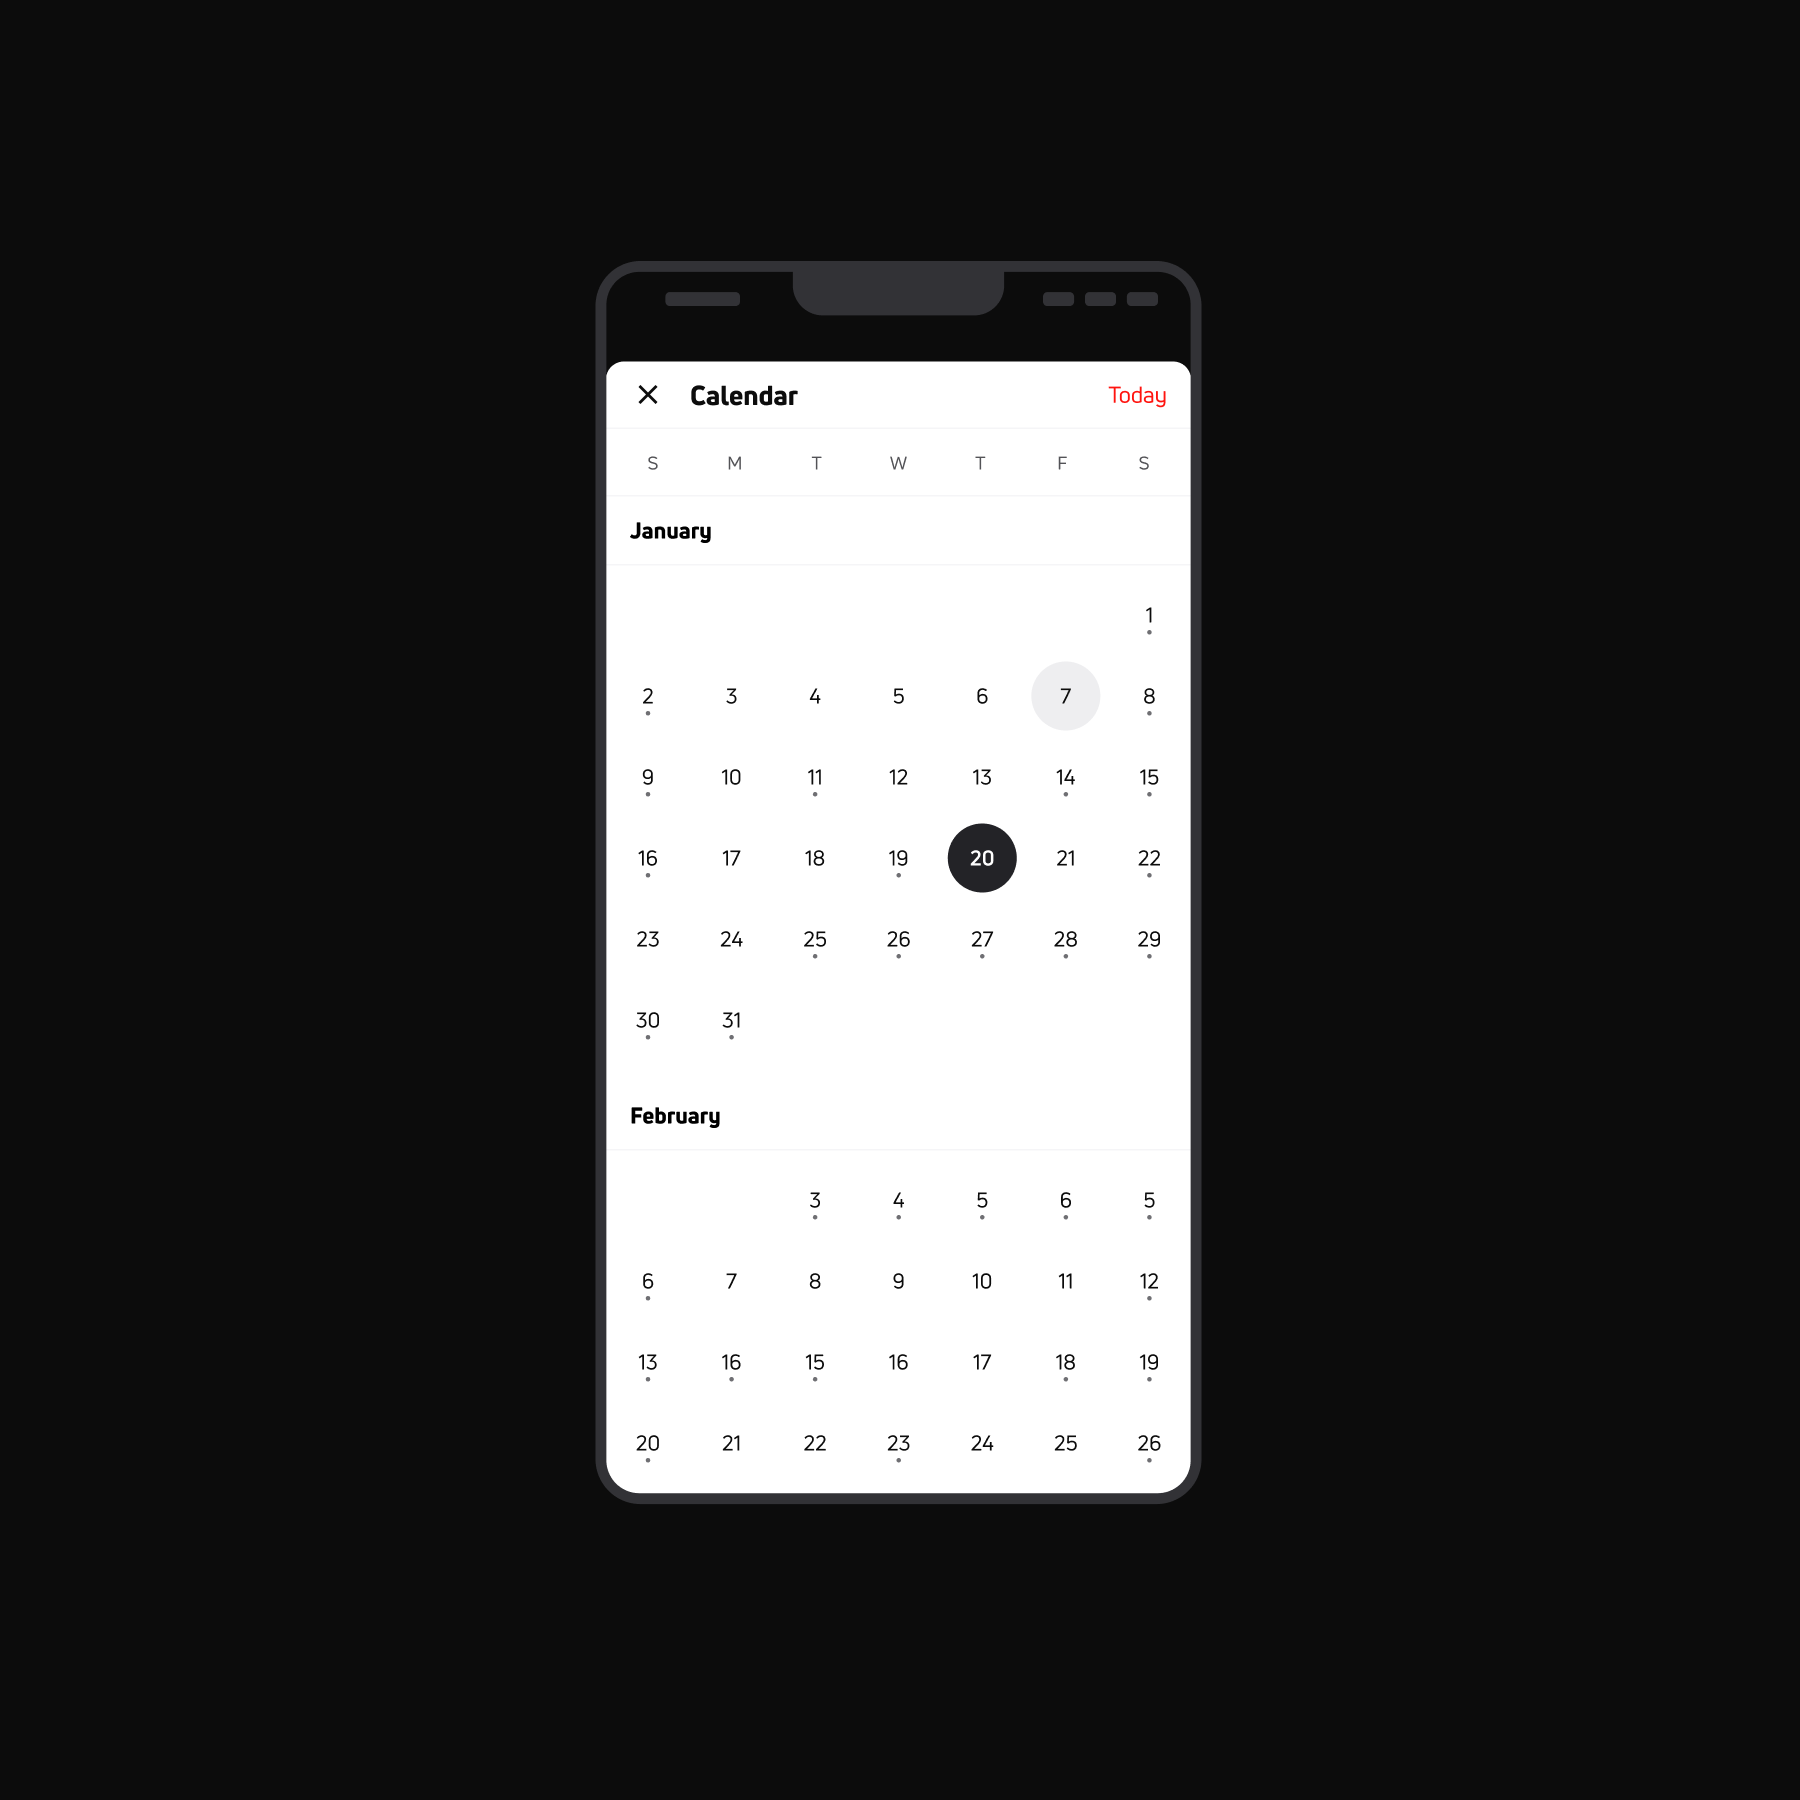 Calendar Today
S M T W T F S
January
1
2 3 4 5 6 7 8
9 10 11 12 13 14 15
16 17 18 19 20 21 22
23 24 25 26 27 28 29
30 31
February
3 4 5 6 5
6 7 8 9 10 11 12
13 16 15 16 17 18 19
20 21 22 23 24 25 26